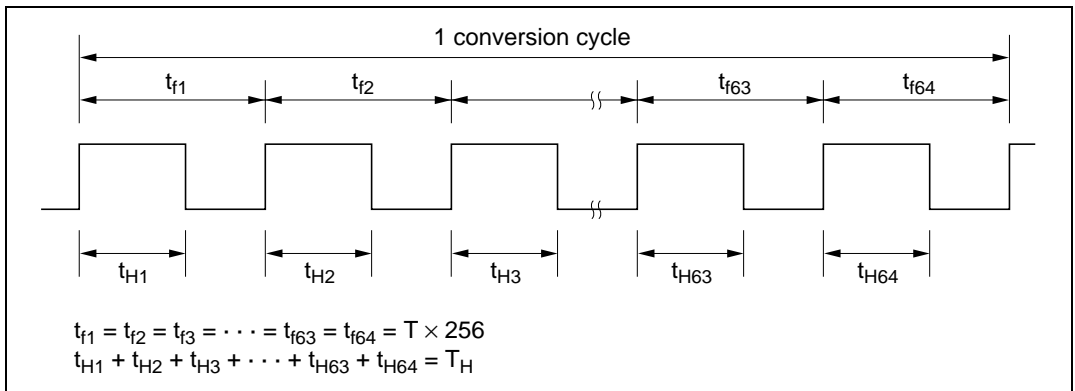 1 conversion cycle
tf1 tf2 tf63 tf64
tH1 tH2 tH3 tH63 tH64
tf1 = tf2 = tf3 = · · · = tf63 = tf64 = T × 256
tH1 + tH2 + tH3 + · · · + tH63 + tH64 = TH